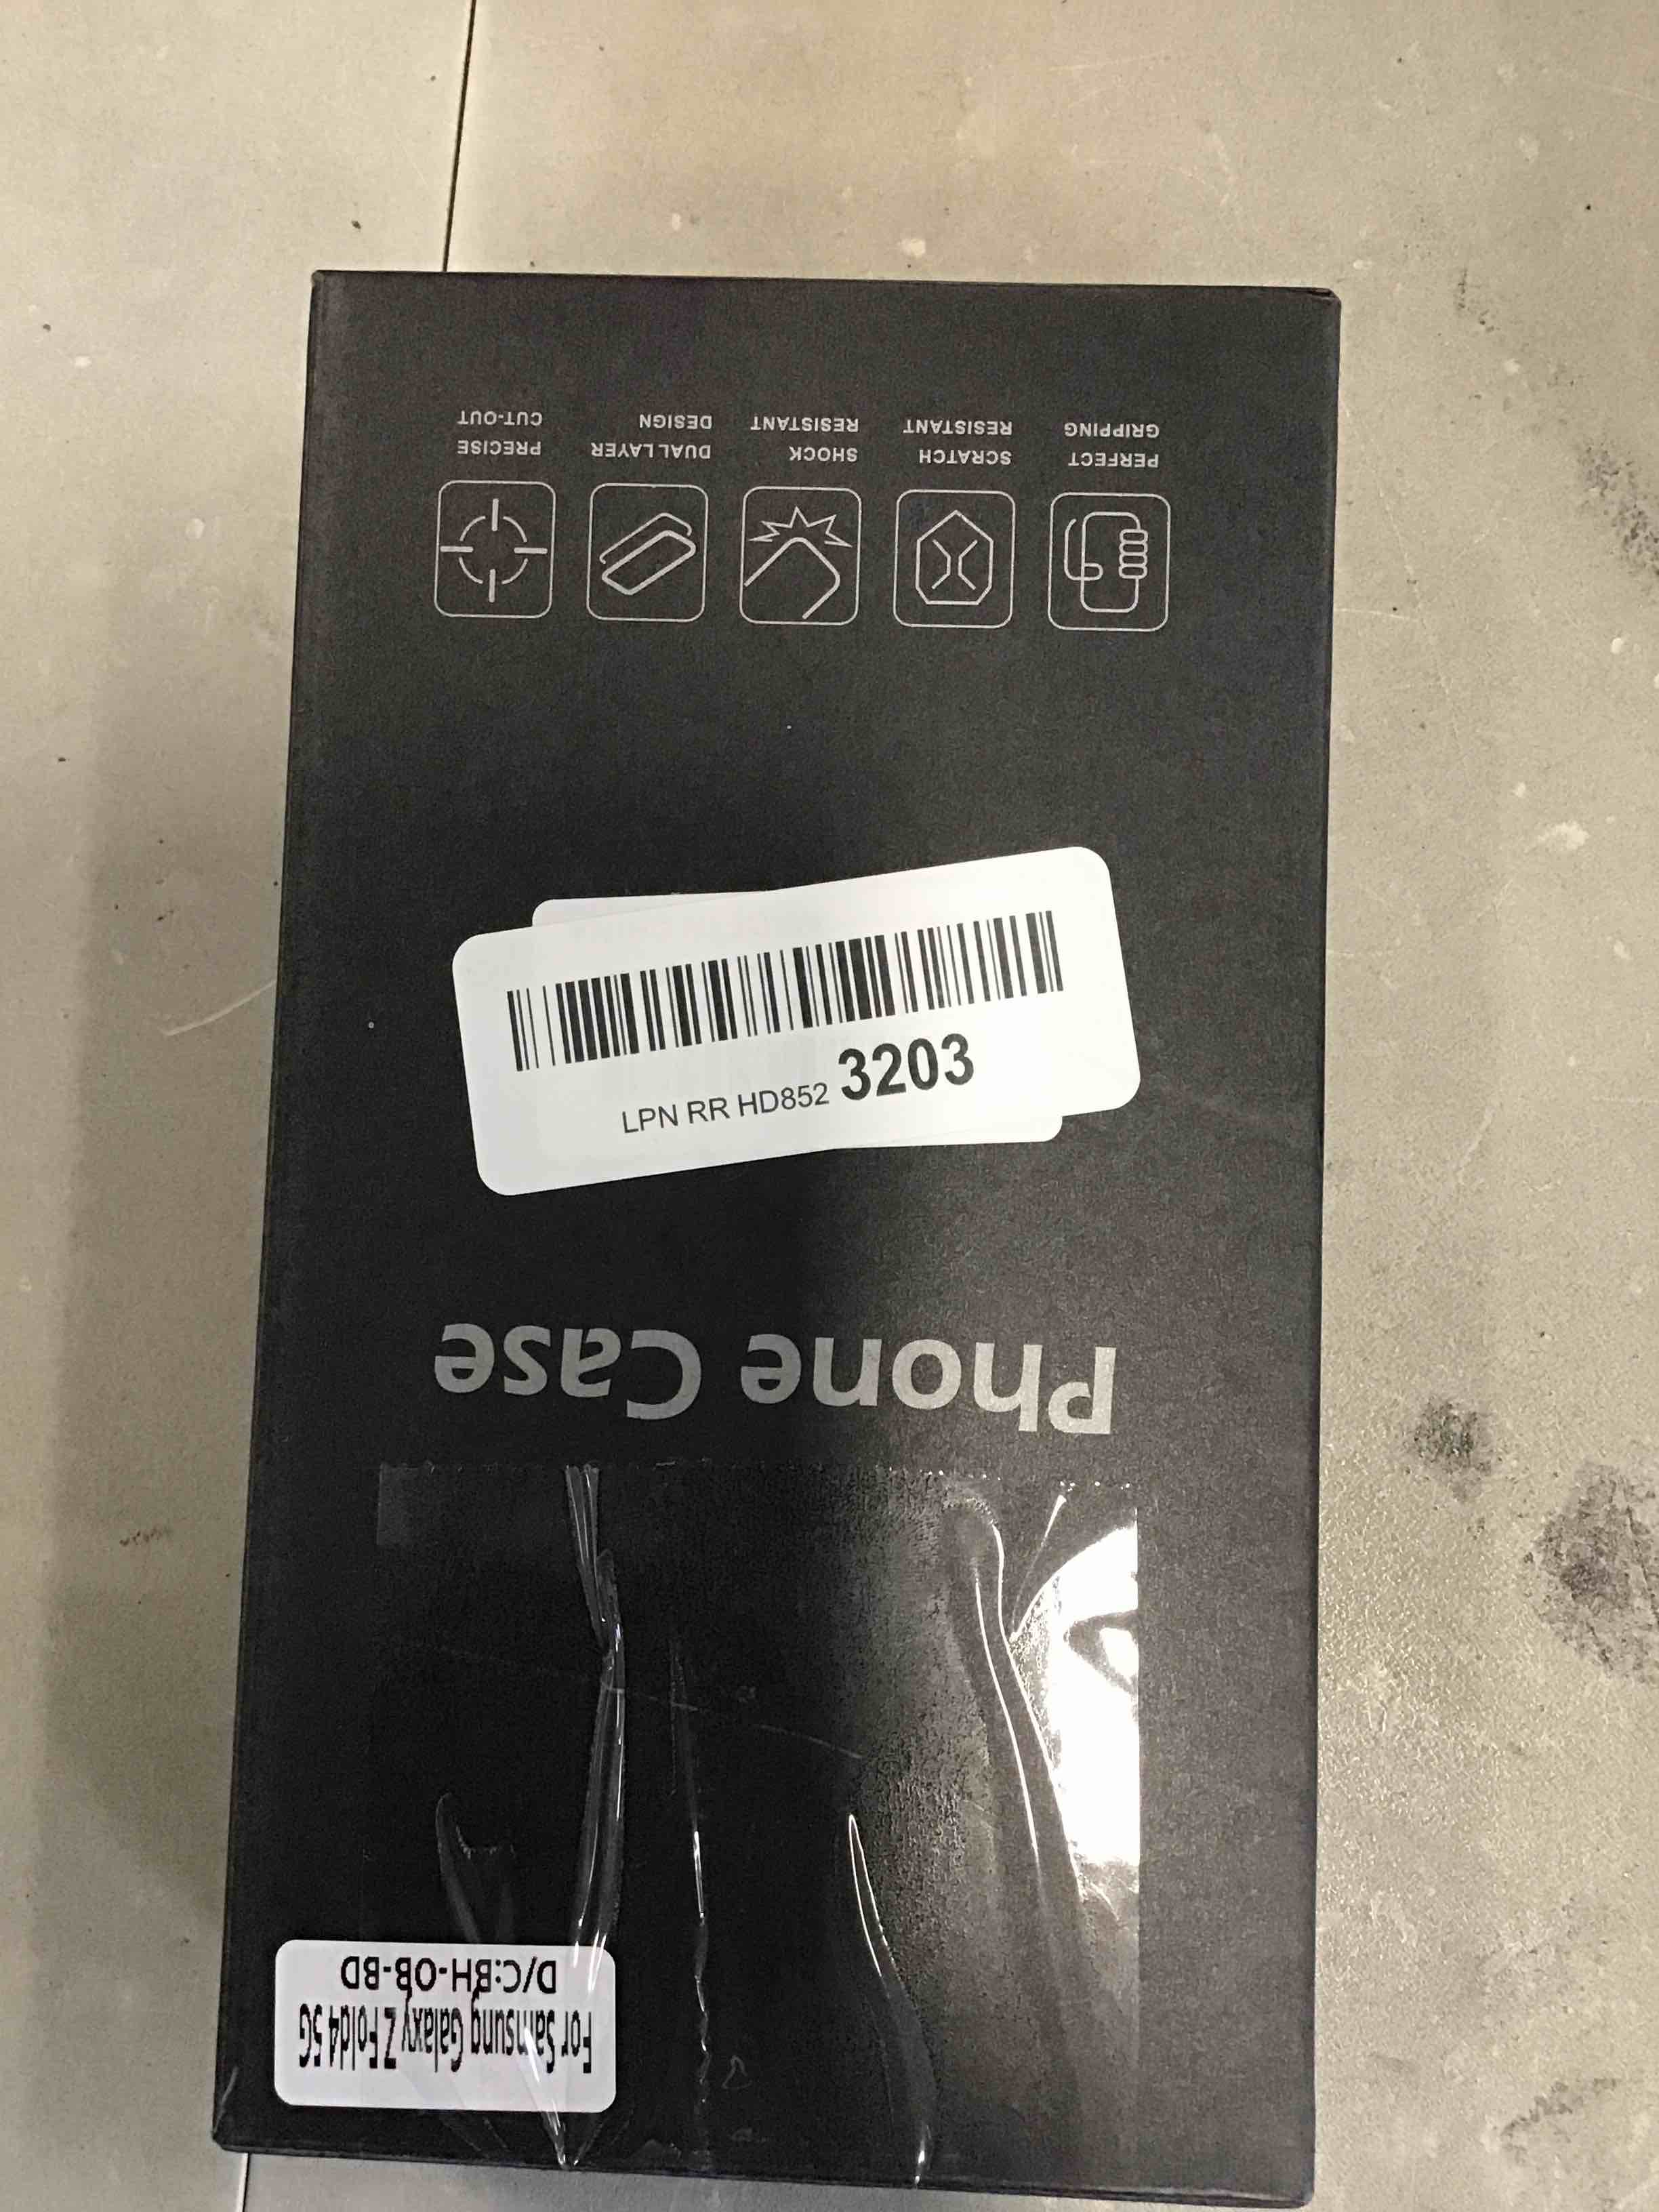 For Samsung Galaxy Z Fold4 5G
D/C:BH-OB-BD
Phone Case
LPN RR HD852 3203
PERFECT GRIPPING
SCRATCH RESISTANT
SHOCK RESISTANT
DUAL LAYER DESIGN
PRECISE CUT-OUT